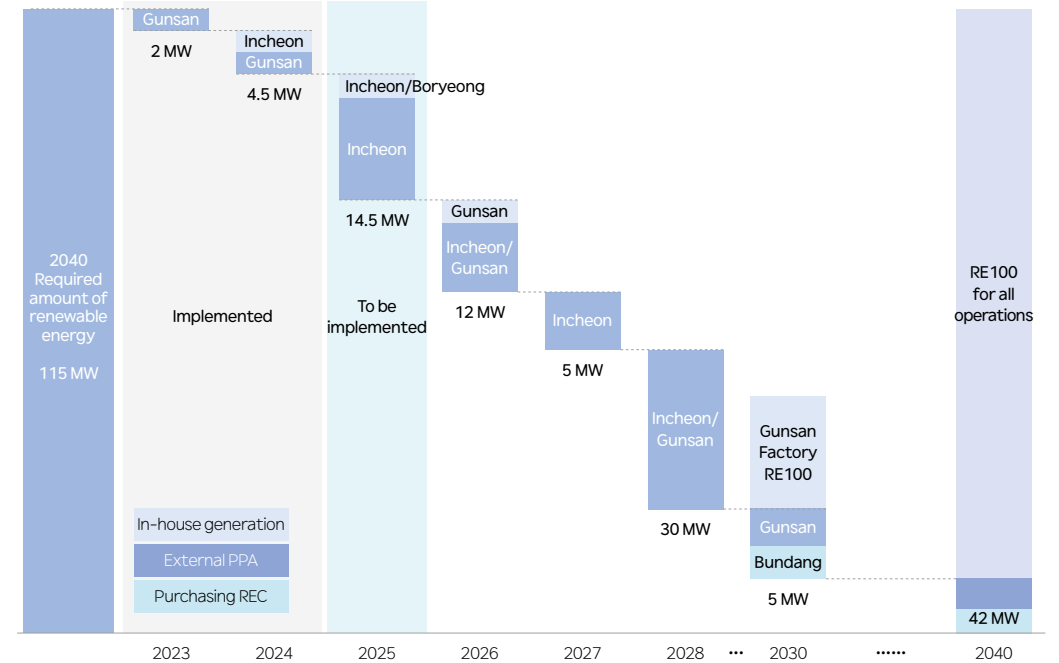 2040
Required
amount of
renewable
energy
115 MW
Gunsan
2 MW
Incheon
Gunsan
4.5 MW
Implemented
Incheon/Boryeong
Incheon
14.5 MW
To be
implemented
Gunsan
Incheon/
Gunsan
12 MW
Incheon
5 MW
Incheon/
Gunsan
30 MW
Gunsan
Factory
RE100
Gunsan
Bundang
5 MW
RE100
for all
operations
42 MW
In-house generation
External PPA
Purchasing REC
2023 2024 2025 2026 2027 2028 ••• 2030 •••••• 2040